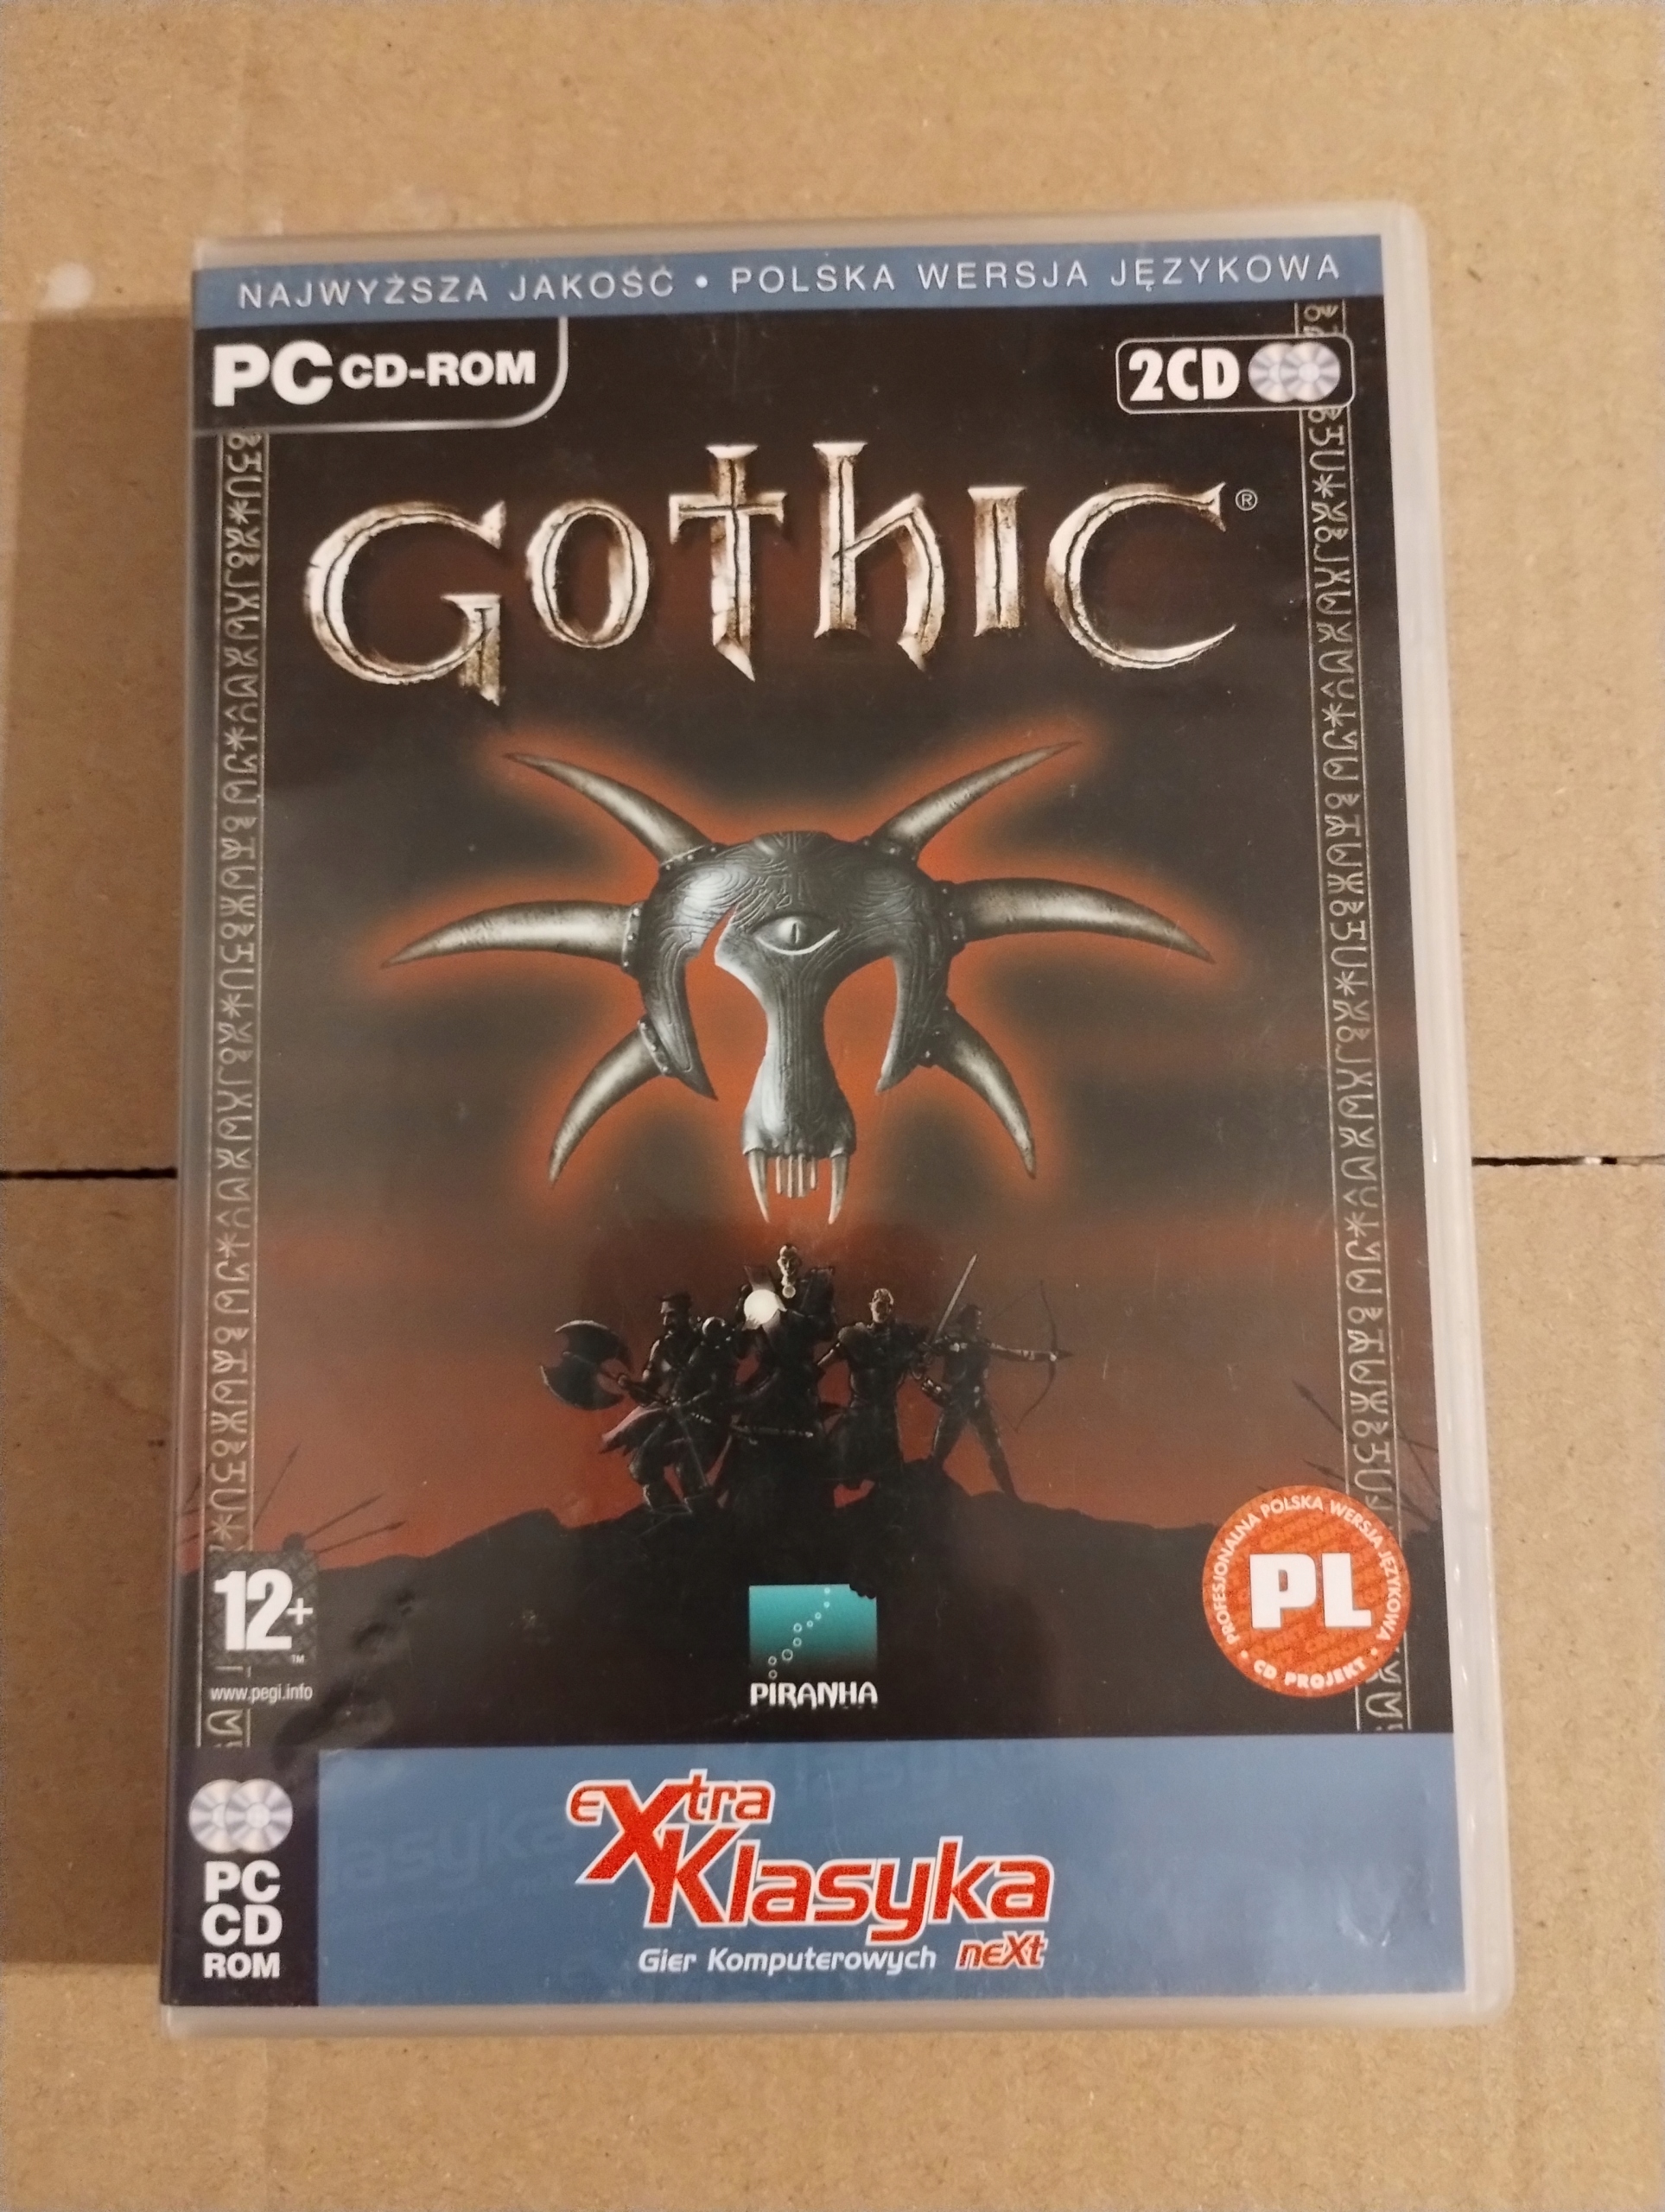 NAJWYŻSZA JAKOŚĆ • POLSKA WERSJA JĘZYKOWA
PC CD-ROM
2CD
GOTHIC®
12+
™
www.pegi.info
PIRANHA
PROFESJONALNA POLSKA WERSJA JĘZYKOWA
PL
• CD PROJEKT •
PC
CD
ROM
eXtra
Klasyka
Gier Komputerowych neXt